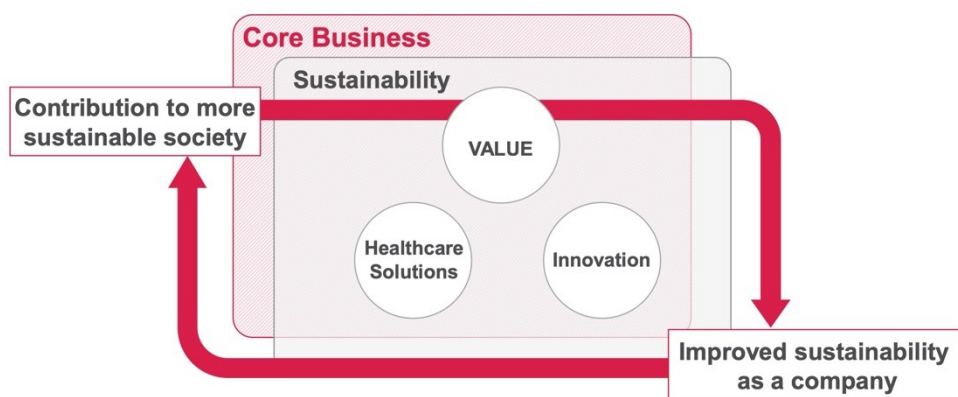 Core Business
Sustainability
Contribution to more
sustainable society
VALUE
Healthcare
Solutions
Innovation
Improved sustainability
as a company